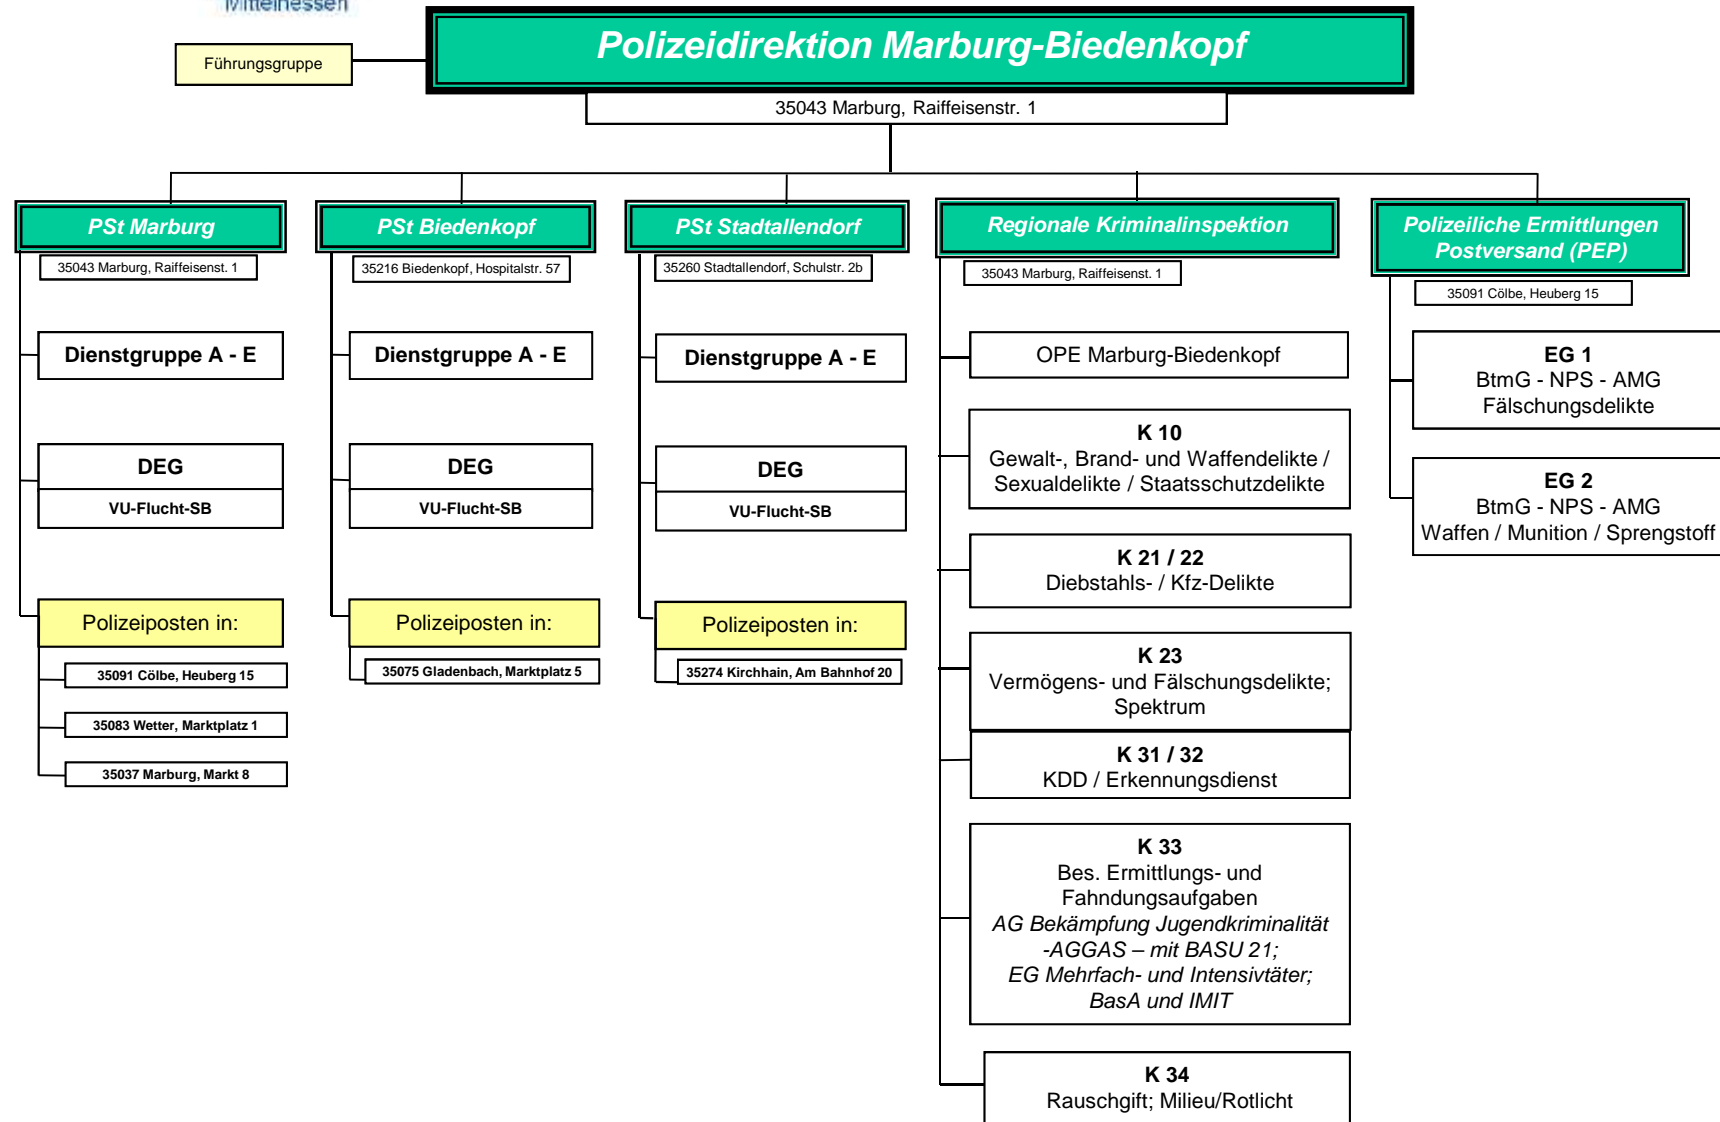 Mittelhessen
Führungsgruppe
Polizeidirektion Marburg-Biedenkopf
35043 Marburg, Raiffeisenstr. 1
PSt Marburg
35043 Marburg, Raiffeisenst. 1
Dienstgruppe A - E
DEG
VU-Flucht-SB
Polizeiposten in:
35091 Cölbe, Heuberg 15
35083 Wetter, Marktplatz 1
35037 Marburg, Markt 8
PSt Biedenkopf
35216 Biedenkopf, Hospitalstr. 57
Dienstgruppe A - E
DEG
VU-Flucht-SB
Polizeiposten in:
35075 Gladenbach, Marktplatz 5
PSt Stadtallendorf
35260 Stadtallendorf, Schulstr. 2b
Dienstgruppe A - E
DEG
VU-Flucht-SB
Polizeiposten in:
35274 Kirchhain, Am Bahnhof 20
Regionale Kriminalinspektion
35043 Marburg, Raiffeisenst. 1
OPE Marburg-Biedenkopf
K 10
Gewalt-, Brand- und Waffendelikte /
Sexualdelikte / Staatsschutzdelikte
K 21 / 22
Diebstahls- / Kfz-Delikte
K 23
Vermögens- und Fälschungsdelikte;
Spektrum
K 31 / 32
KDD / Erkennungsdienst
K 33
Bes. Ermittlungs- und
Fahndungsaufgaben
AG Bekämpfung Jugendkriminalität
-AGGAS – mit BASU 21;
EG Mehrfach- und Intensivtäter;
BasA und IMIT
K 34
Rauschgift; Milieu/Rotlicht
Polizeiliche Ermittlungen
Postversand (PEP)
35091 Cölbe, Heuberg 15
EG 1
BtmG - NPS - AMG
Fälschungsdelikte
EG 2
BtmG - NPS - AMG
Waffen / Munition / Sprengstoff